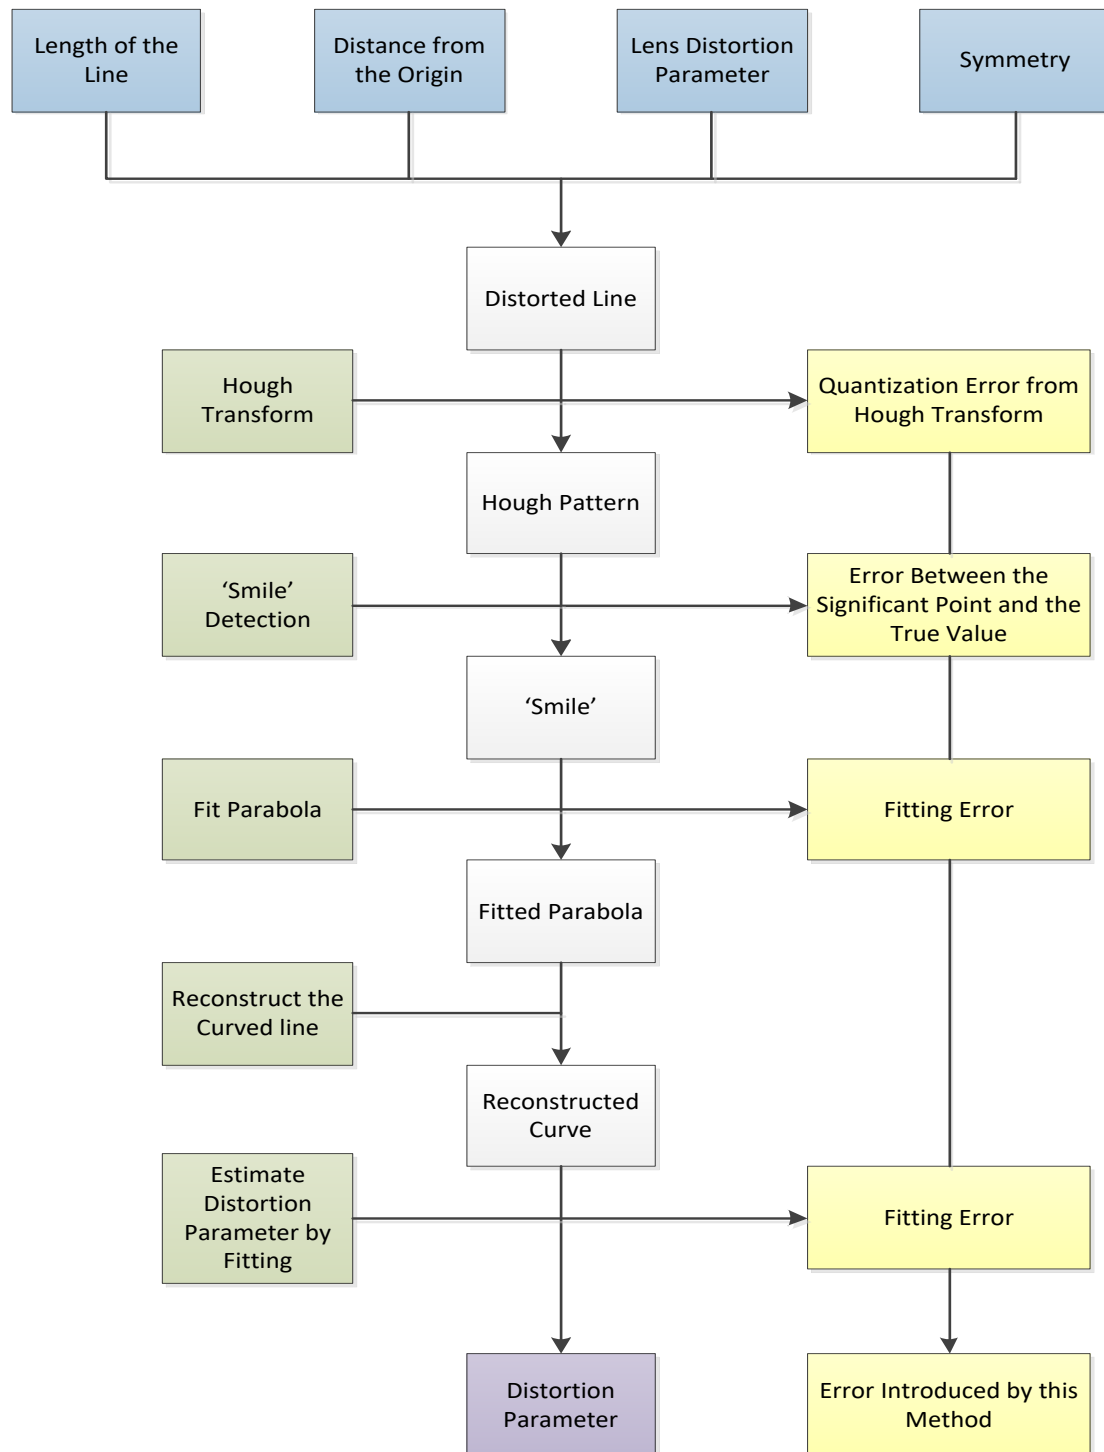 Length of the
Line
Distance from
the Origin
Lens Distortion
Parameter
Symmetry
Distorted Line
Hough
Transform
Quantization Error from
Hough Transform
Hough Pattern
‘Smile’
Detection
Error Between the
Significant Point and the
True Value
‘Smile’
Fit Parabola
Fitting Error
Fitted Parabola
Reconstruct the
Curved line
Reconstructed
Curve
Estimate
Distortion
Parameter by
Fitting
Fitting Error
Distortion
Parameter
Error Introduced by this
Method